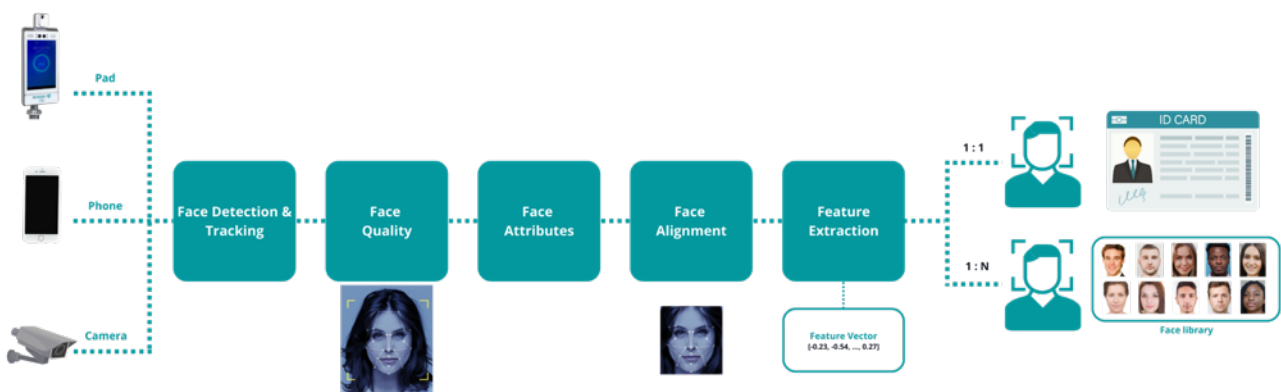 Pad
Phone
Camera
Face Detection &
Tracking
Face
Quality
Face
Attributes
Face
Alignment
Feature
Extraction
Feature Vector
[-0.23, -0.54, ..., 0.27]
1 : 1
ID CARD
1 : N
Face library